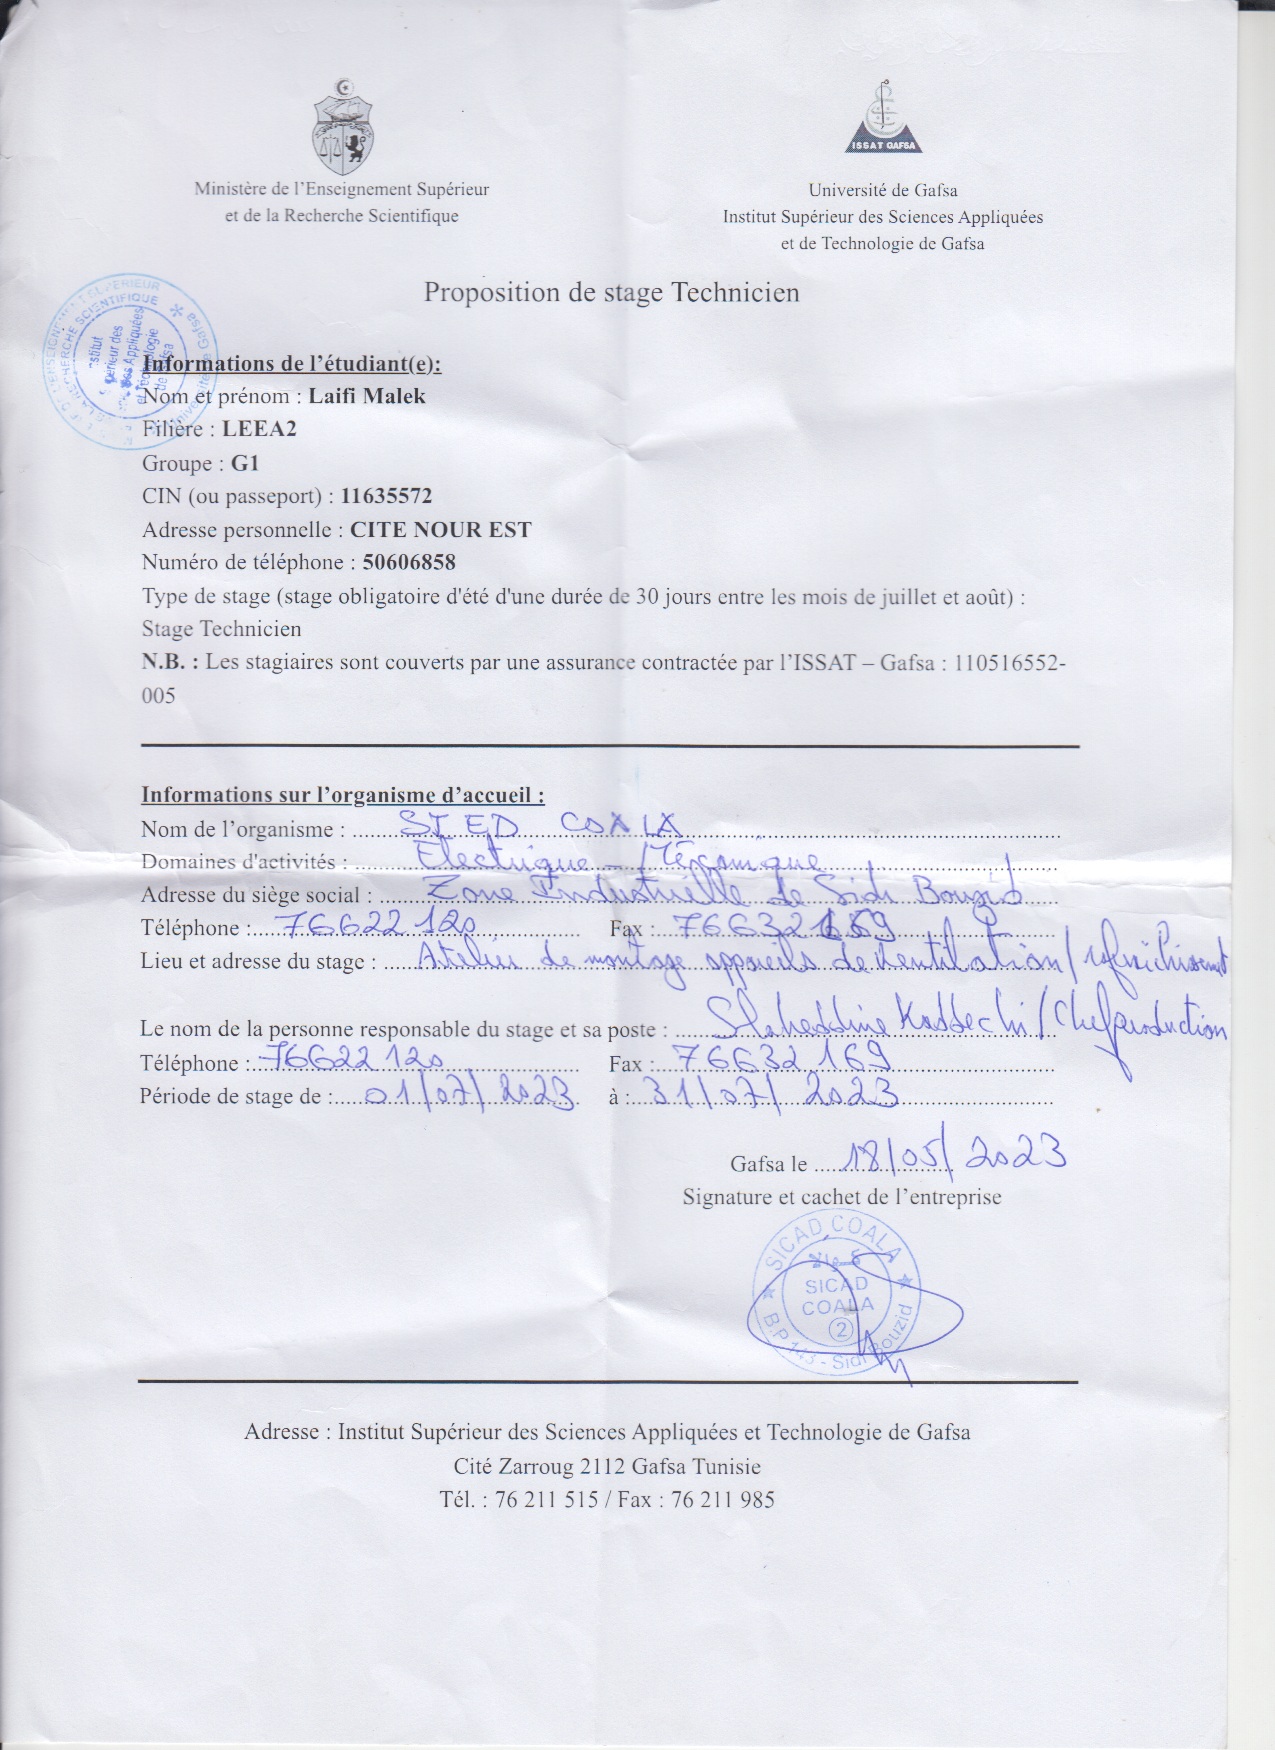 ISSAT GAFSA
Ministère de l'Enseignement Supérieur
et de la Recherche Scientifique
Université de Gafsa
Institut Supérieur des Sciences Appliquées
et de Technologie de Gafsa
Proposition de stage Technicien
Informations de l'étudiant(e):
Nom et prénom : Laifi Malek
Filière : LEEA2
Groupe : G1
CIN (ou passeport) : 11635572
Adresse personnelle : CITE NOUR EST
Numéro de téléphone : 50606858
Type de stage (stage obligatoire d'été d'une durée de 30 jours entre les mois de juillet et août) :
Stage Technicien
N.B. : Les stagiaires sont couverts par une assurance contractée par l'ISSAT – Gafsa : 110516552-
005
Informations sur l'organisme d'accueil :
Nom de l'organisme :
Domaines d'activités : Electrique - Mécanique
Adresse du siège social : Zone Industrielle de Sidi Bouzid
Téléphone : 76622120 Fax : 76632169
Lieu et adresse du stage : Atelier de montage appareils de ventilation/
Le nom de la personne responsable du stage et sa poste : Slaheddine / Chef production
Téléphone : 76622120 Fax : 76632169
Période de stage de : 01/07/2023 à : 31/07/2023
Gafsa le 18/05/2023
Signature et cachet de l'entreprise
SICAD COALA
SICAD
COALA
2
Sidi Bouzid
Adresse : Institut Supérieur des Sciences Appliquées et Technologie de Gafsa
Cité Zarroug 2112 Gafsa Tunisie
Tél. : 76 211 515 / Fax : 76 211 985